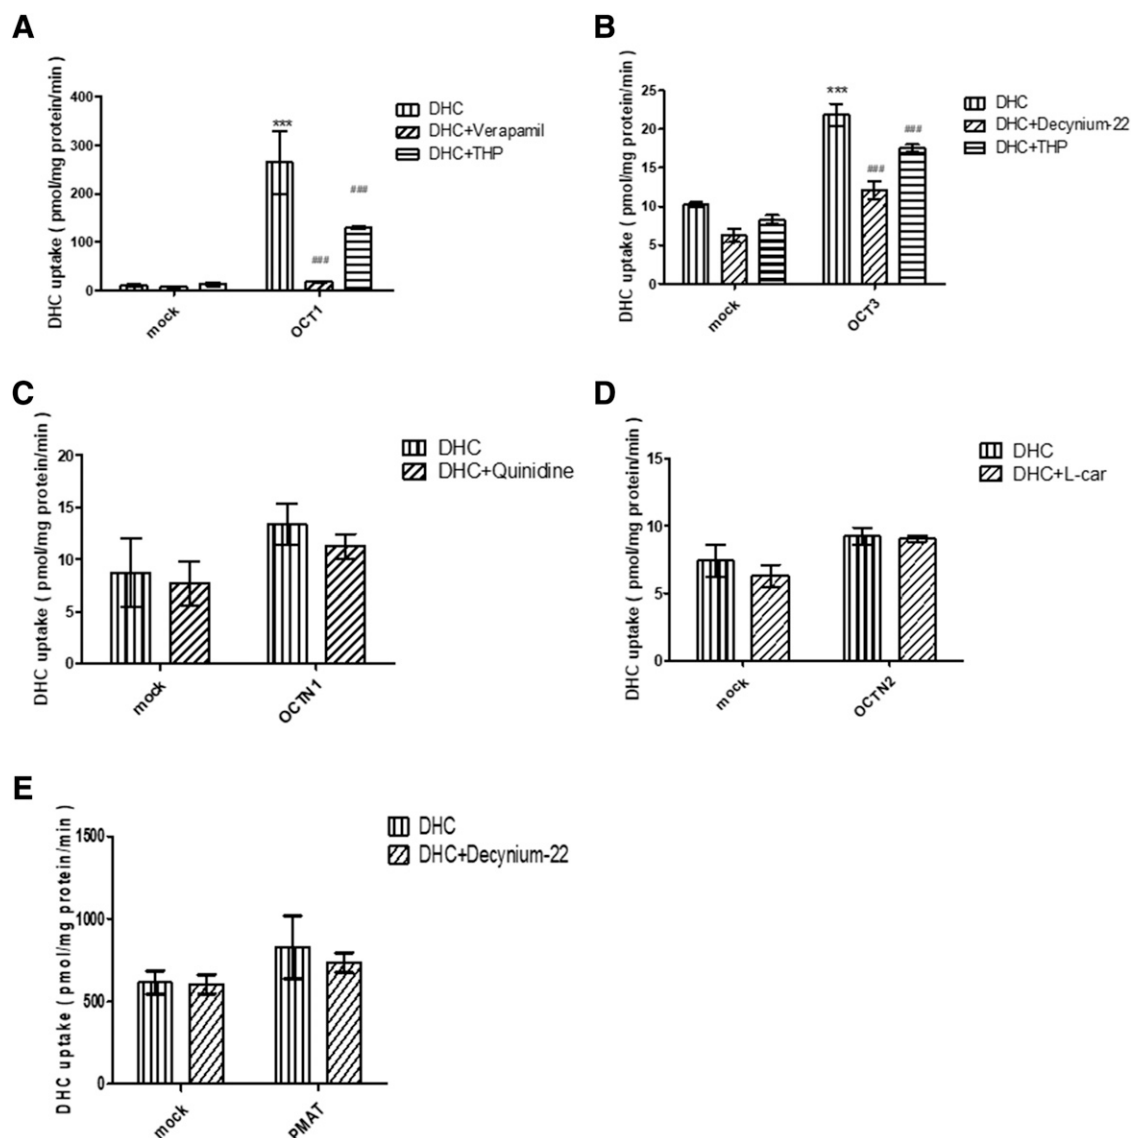 A
DHC uptake ( pmol/mg protein/min )
400
300
200
100
0
***
###
###
mock
OCT1
DHC
DHC+Verapamil
DHC+THP
B
DHC uptake ( pmol/mg protein/min )
25
20
15
10
5
0
***
###
###
mock
OCT3
DHC
DHC+Decynium-22
DHC+THP
C
DHC uptake ( pmol/mg protein/min )
20
15
10
5
0
mock
OCTN1
DHC
DHC+Quinidine
D
DHC uptake ( pmol/mg protein/min )
15
10
5
0
mock
OCTN2
DHC
DHC+L-car
E
DHC uptake ( pmol/mg protein/min )
1500
1000
500
0
mock
PMAT
DHC
DHC+Decynium-22